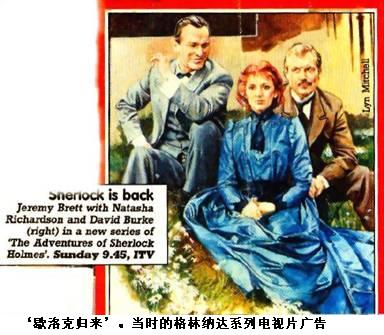 Lyn Mitchell
Sherlock is back
Jeremy Brett with Natasha
Richardson and David Burke
(right) in a new series of
'The Adventures of Sherlock
Holmes'. Sunday 9.45, ITV
‘歇洛克归来’。当时的格林纳达系列电视片广告